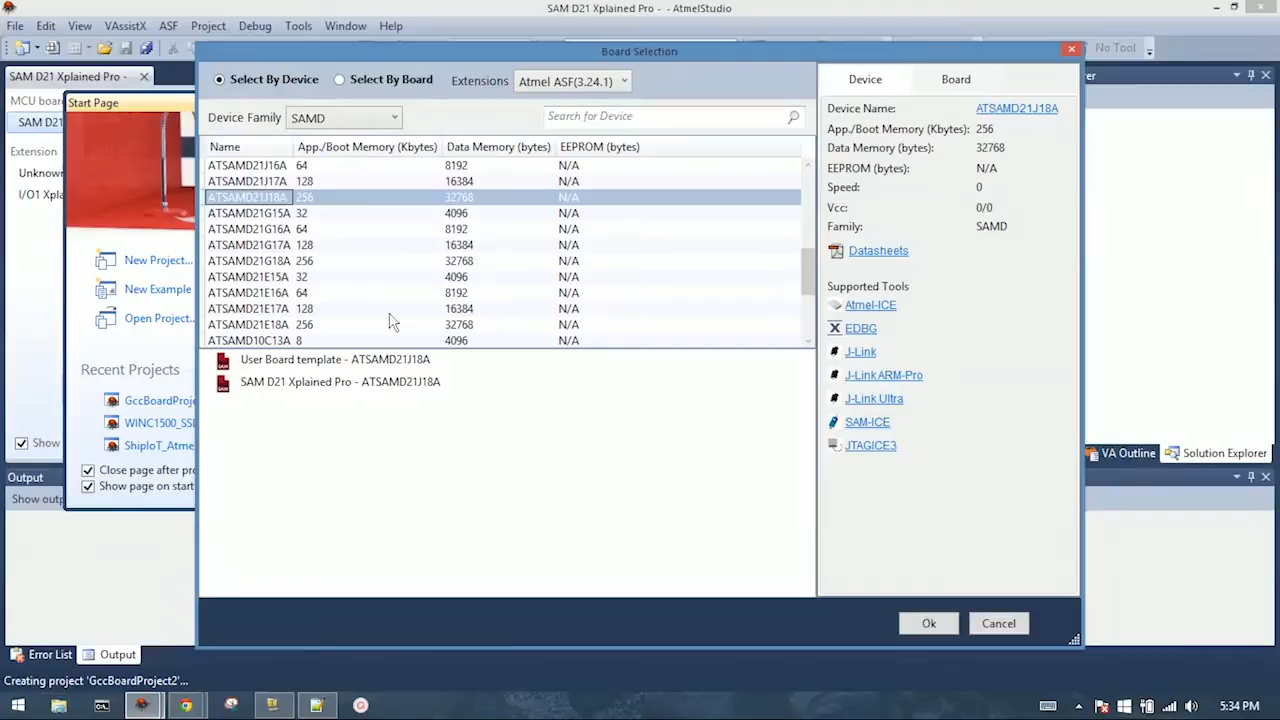 SAM D21 Xplained Pro - - AtmelStudio
File Edit View VAssistX ASF Project Debug Tools Window Help
No Tool
SAM D21 Xplained Pro -
MCU boar
SAM D21
Extension
Unknow
I/O1 Xpla
Show
Start Page
New Project...
New Example
Open Project...
Recent Projects
GccBoardProje
WINC1500_SSL
ShipIoT_Atme
Close page after pro
Show page on start
Board Selection
Select By Device Select By Board Extensions Atmel ASF(3.24.1)
Device Family SAMD Search for Device
Name App./Boot Memory (Kbytes) Data Memory (bytes) EEPROM (bytes)
ATSAMD21J16A 64 8192 N/A
ATSAMD21J17A 128 16384 N/A
ATSAMD21J18A 256 32768 N/A
ATSAMD21G15A 32 4096 N/A
ATSAMD21G16A 64 8192 N/A
ATSAMD21G17A 128 16384 N/A
ATSAMD21G18A 256 32768 N/A
ATSAMD21E15A 32 4096 N/A
ATSAMD21E16A 64 8192 N/A
ATSAMD21E17A 128 16384 N/A
ATSAMD21E18A 256 32768 N/A
ATSAMD10C13A 8 4096 N/A
User Board template - ATSAMD21J18A
SAM D21 Xplained Pro - ATSAMD21J18A
Device Board
Device Name: ATSAMD21J18A
App./Boot Memory (Kbytes): 256
Data Memory (bytes): 32768
EEPROM (bytes): N/A
Speed: 0
Vcc: 0/0
Family: SAMD
Datasheets
Supported Tools
Atmel-ICE
EDBG
J-Link
J-Link ARM-Pro
J-Link Ultra
SAM-ICE
JTAGICE3
Ok Cancel
rer
VA Outline Solution Explorer
Output
Show outp
Error List Output
Creating project 'GccBoardProject2'...
5:34 PM